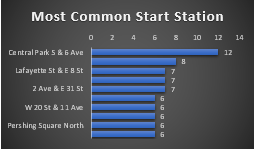 Most Common Start Station
0 2 4 6 8 10 12 14
Central Park S & 6 Ave 12
8
Lafayette St & E 8 St 7
7
2 Ave & E 31 St 7
6
W 20 St & 11 Ave 6
6
Pershing Square North 6
6